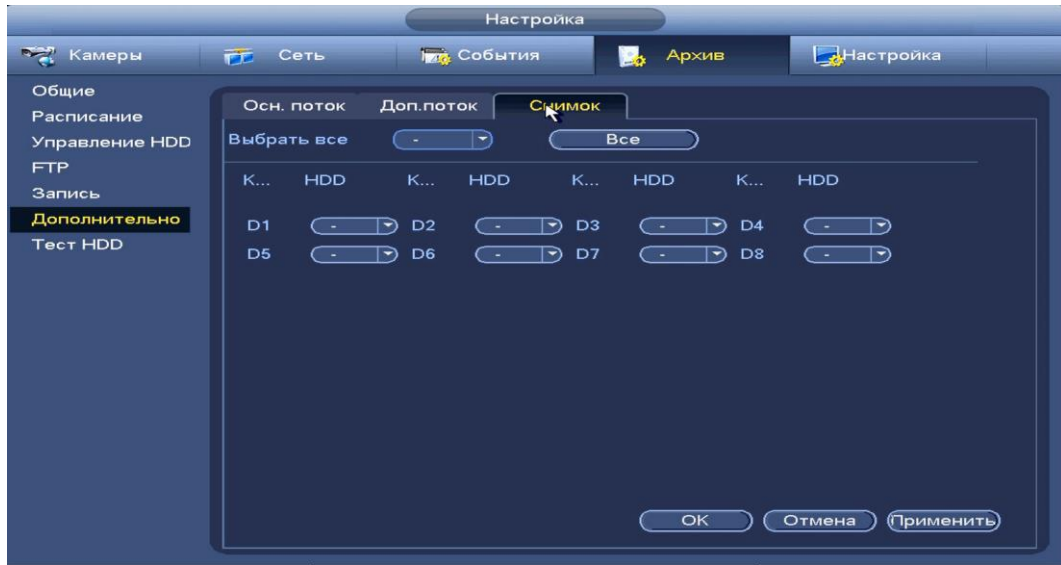 Настройка
Камеры Сеть События Архив Настройка
Общие
Расписание
Управление HDD
FTP
Запись
Дополнительно
Тест HDD
Осн. поток Доп.поток Снимок
Выбрать все - Все
К... HDD К... HDD К... HDD К... HDD
D1 - D2 - D3 - D4 -
D5 - D6 - D7 - D8 -
OK Отмена Применить